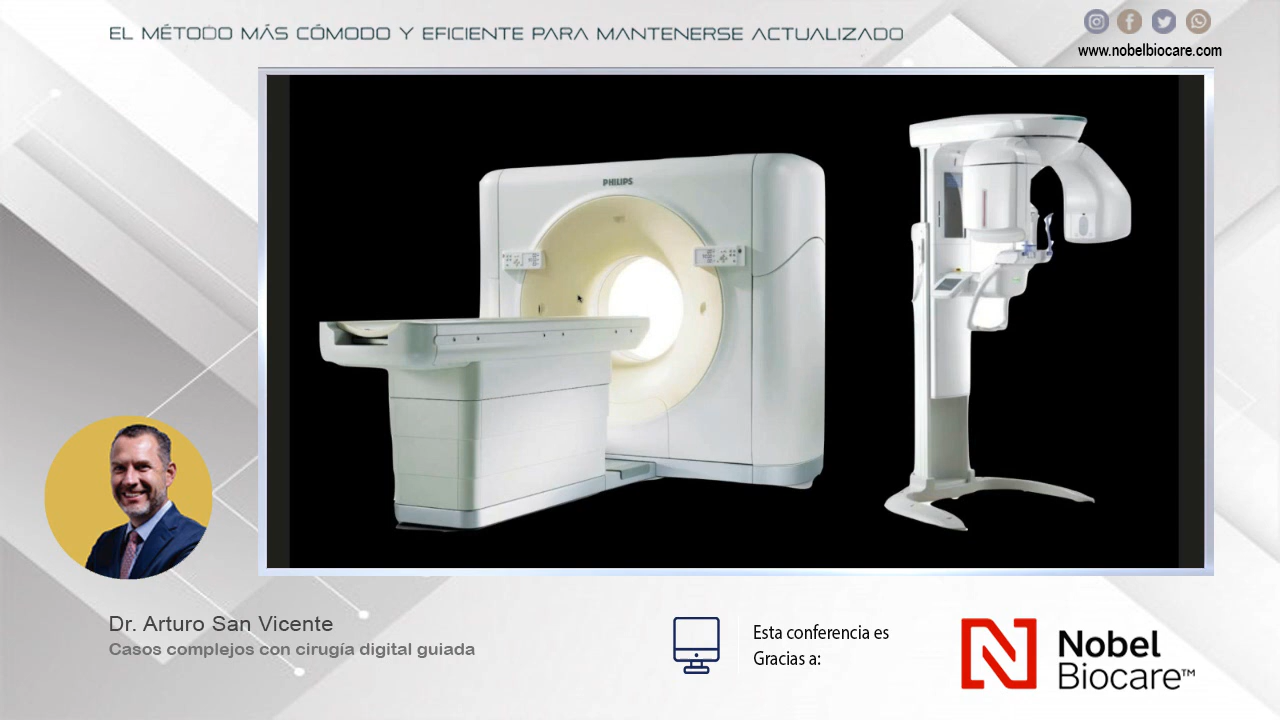 EL MÉTODO MÁS CÓMODO Y EFICIENTE PARA MANTENERSE ACTUALIZADO
www.nobelbiocare.com
PHILIPS
Dr. Arturo San Vicente
Casos complejos con cirugía digital guiada
Esta conferencia es
Gracias a:
Nobel
Biocare™